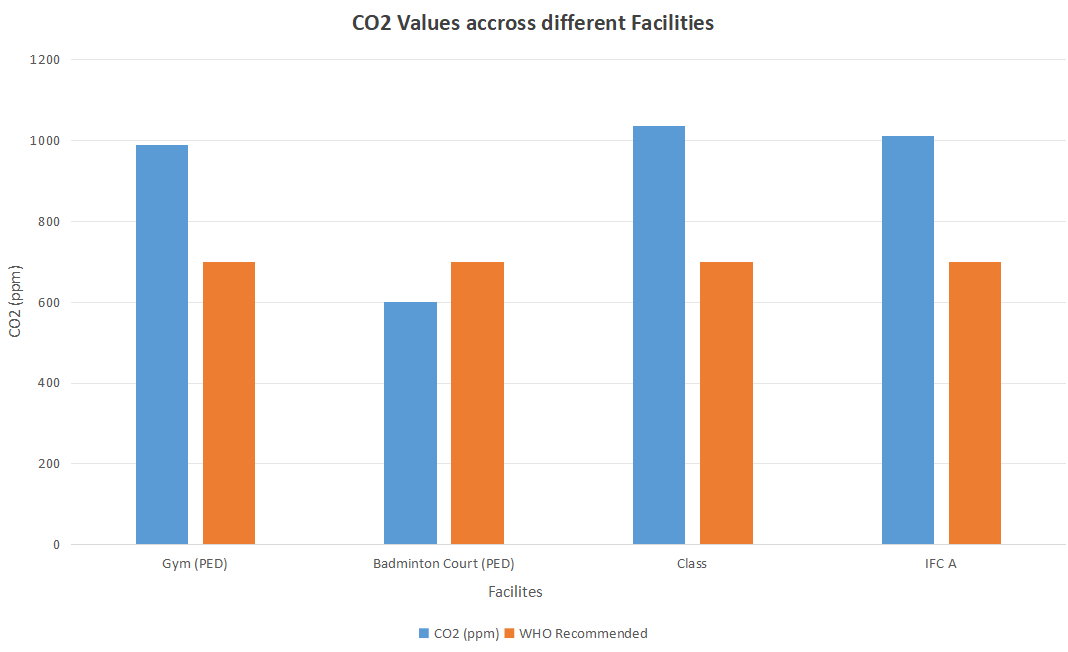 CO2 Values accross different Facilities
1200
1000
800
600
400
200
0
CO2 (ppm)
Gym (PED) Badminton Court (PED) Class IFC A
Facilites
CO2 (ppm) WHO Recommended